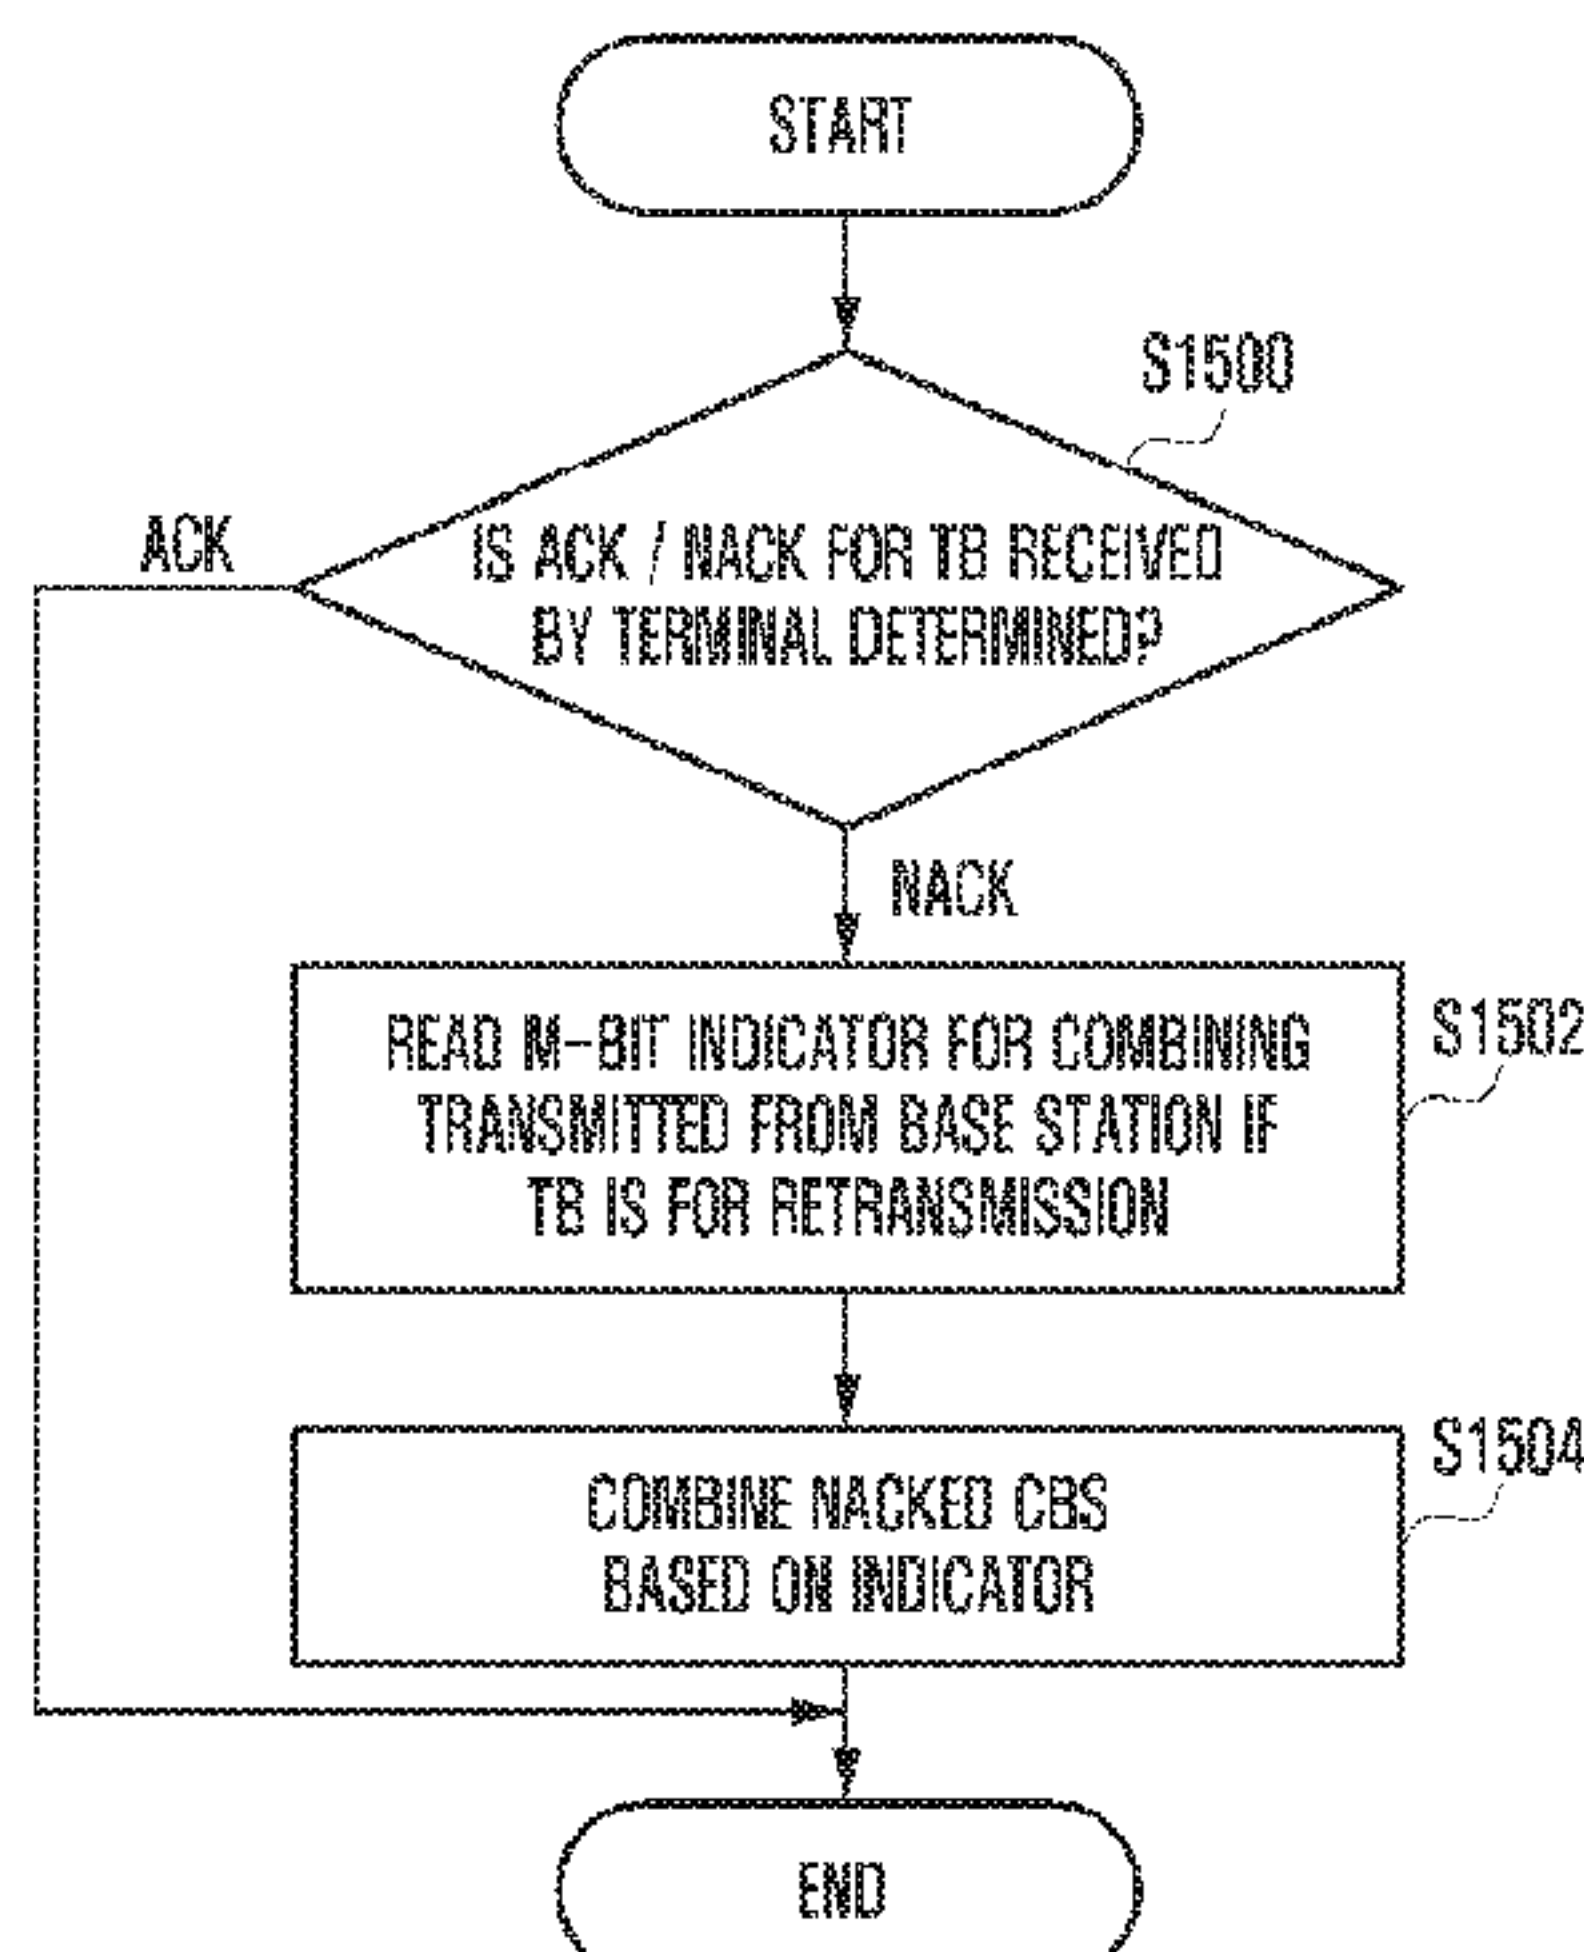 START
S1500
ACK
IS ACK / NACK FOR TB RECEIVED
BY TERMINAL DETERMINED?
NACK
READ M-BIT INDICATOR FOR COMBINING
TRANSMITTED FROM BASE STATION IF
TB IS FOR RETRANSMISSION
S1502
COMBINE NACKED CBS
BASED ON INDICATOR
S1504
END